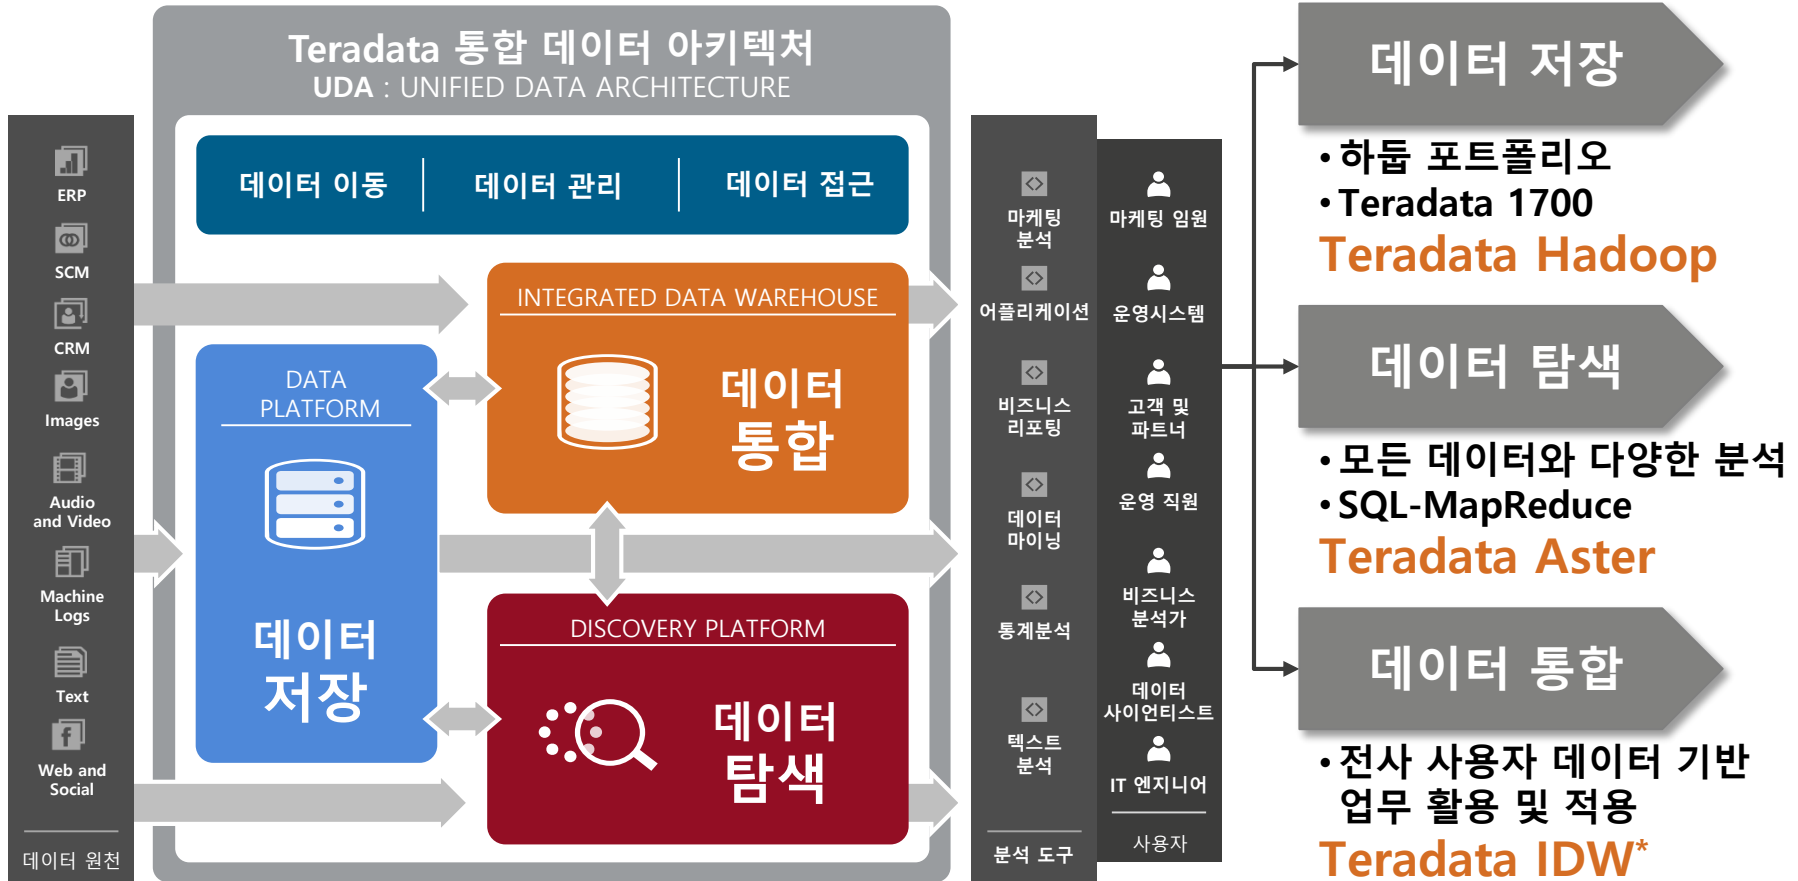 Teradata 통합 데이터 아키텍처
UDA : UNIFIED DATA ARCHITECTURE
ERP
SCM
CRM
Images
Audio
and Video
Machine
Logs
Text
Web and
Social
데이터 원천
데이터 이동
데이터 관리
데이터 접근
DATA
PLATFORM
데이터
저장
INTEGRATED DATA WAREHOUSE
데이터
통합
DISCOVERY PLATFORM
데이터
탐색
마케팅
분석
어플리케이션
비즈니스
리포팅
데이터
마이닝
통계분석
텍스트
분석
분석 도구
마케팅 임원
운영시스템
고객 및
파트너
운영 직원
비즈니스
분석가
데이터
사이언티스트
IT 엔지니어
사용자
데이터 저장
• 하둡 포트폴리오
• Teradata 1700
Teradata Hadoop
데이터 탐색
• 모든 데이터와 다양한 분석
• SQL-MapReduce
Teradata Aster
데이터 통합
• 전사 사용자 데이터 기반
업무 활용 및 적용
Teradata IDW*